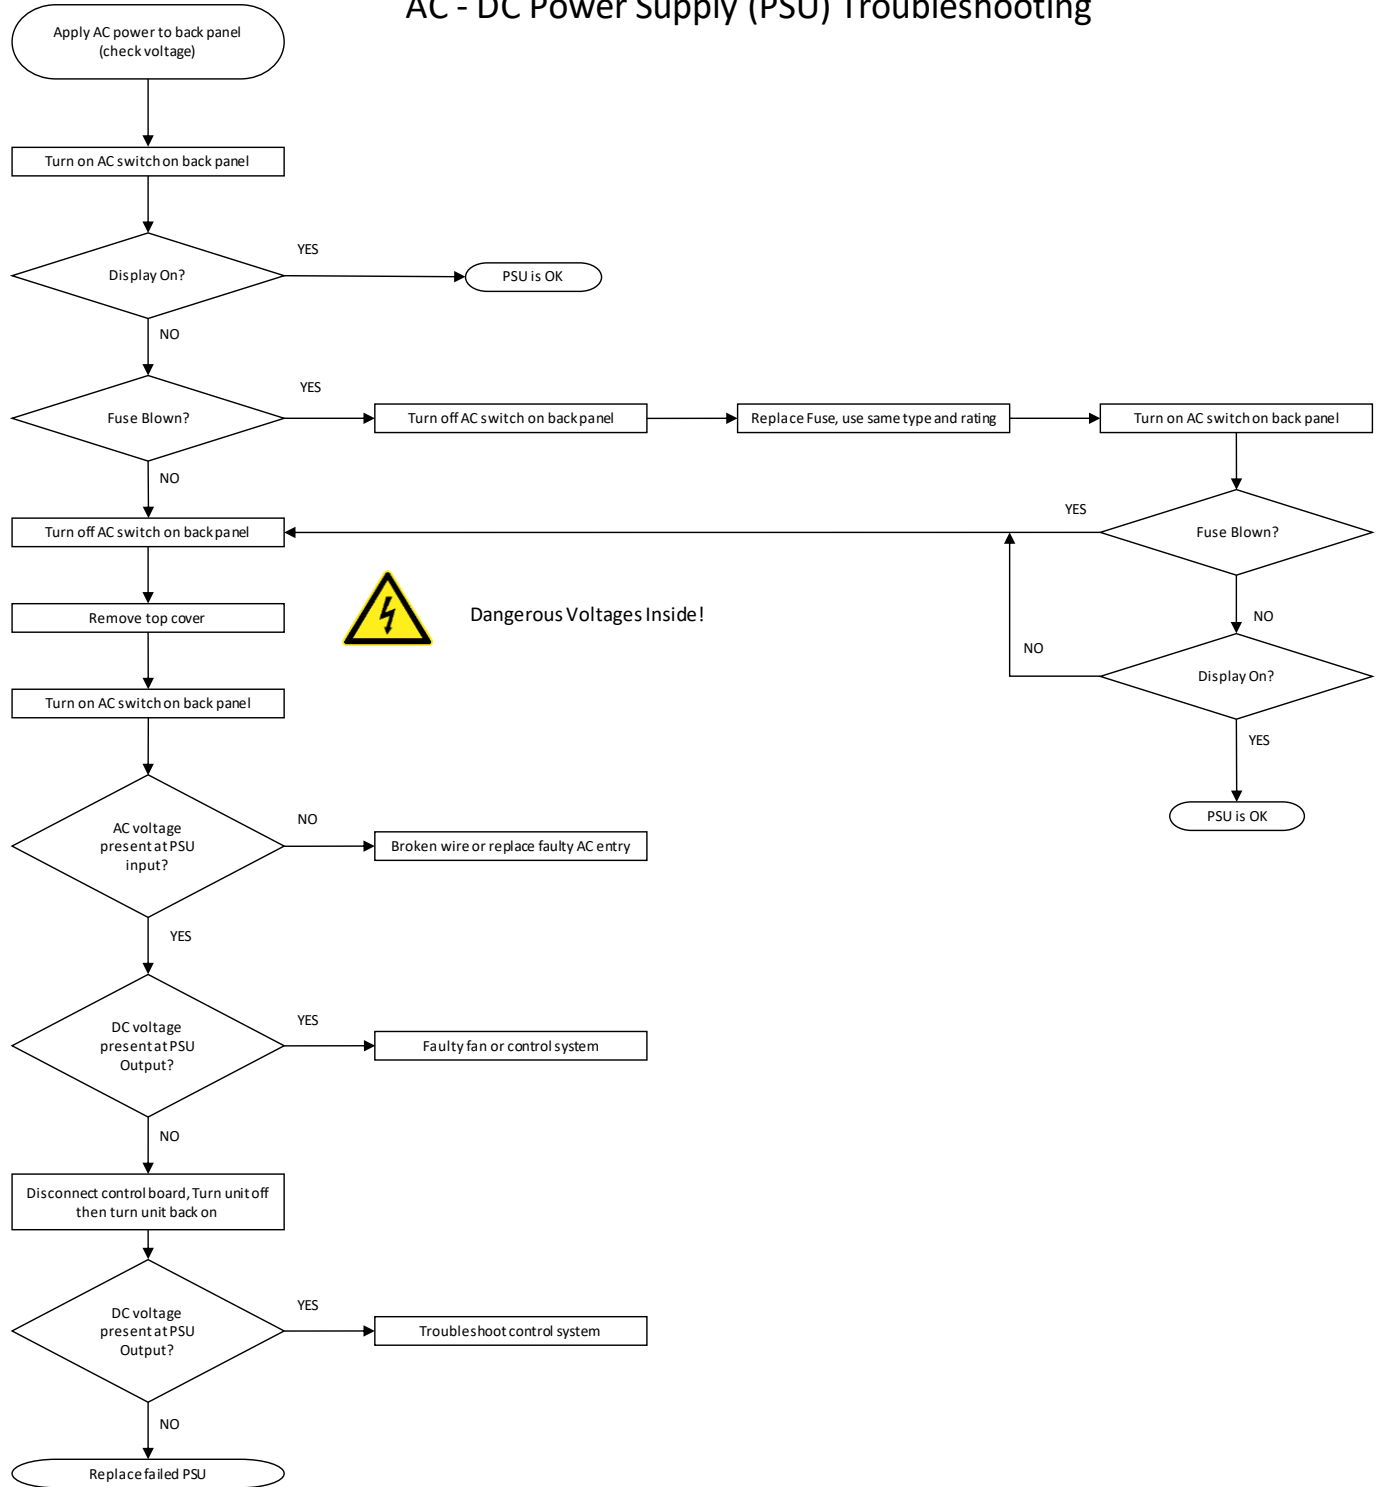 AC - DC Power Supply (PSU) Troubleshooting
Apply AC power to back panel
(check voltage)
Turn on AC switch on back panel
Display On?
YES
PSU is OK
NO
Fuse Blown?
YES
Turn off AC switch on back panel
Replace Fuse, use same type and rating
Turn on AC switch on back panel
NO
Turn off AC switch on back panel
YES
Fuse Blown?
Remove top cover
Dangerous Voltages Inside!
NO
NO
Display On?
Turn on AC switch on back panel
YES
PSU is OK
AC voltage
present at PSU
input?
NO
Broken wire or replace faulty AC entry
YES
DC voltage
present at PSU
Output?
YES
Faulty fan or control system
NO
Disconnect control board, Turn unit off
then turn unit back on
DC voltage
present at PSU
Output?
YES
Troubleshoot control system
NO
Replace failed PSU